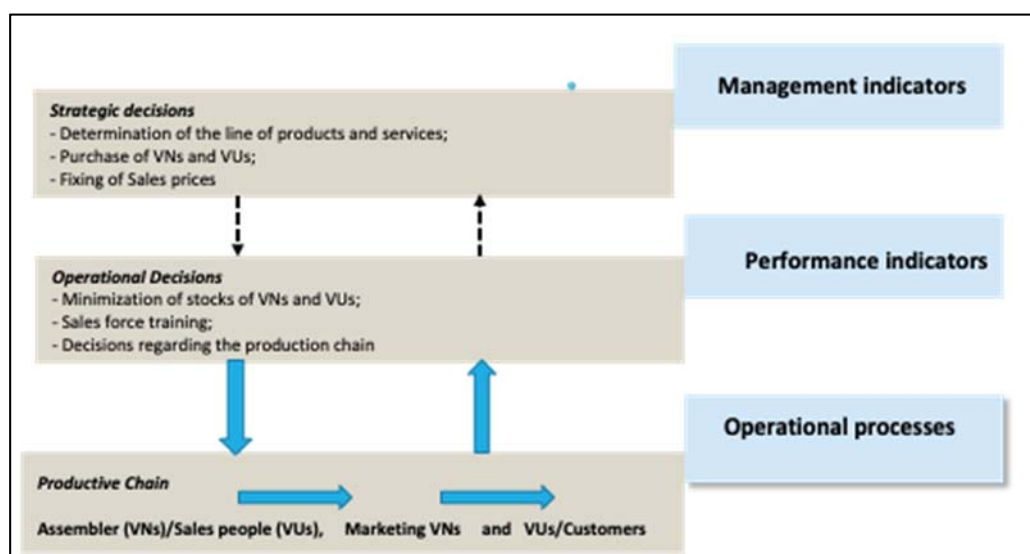 Management indicators
Strategic decisions
- Determination of the line of products and services;
- Purchase of VNs and VUs;
- Fixing of Sales prices
Performance indicators
Operational Decisions
- Minimization of stocks of VNs and VUs;
- Sales force training;
- Decisions regarding the production chain
Operational processes
Productive Chain
Assembler (VNs)/Sales people (VUs), Marketing VNs and VUs/Customers